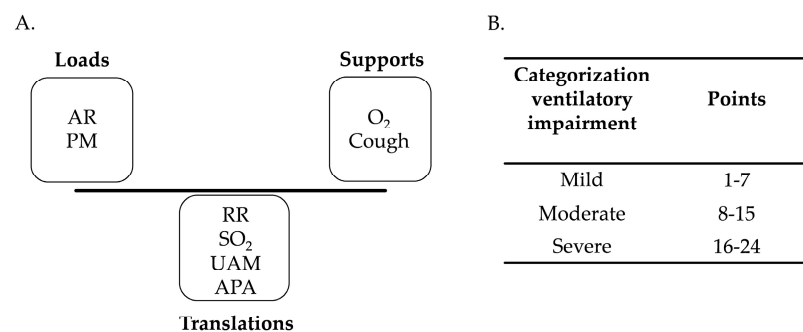 A.
Loads
AR
PM
Supports
O₂
Cough
RR
SO₂
UAM
APA
Translations
B.
Categorization
ventilatory
impairment
Points
Mild 1-7
Moderate 8-15
Severe 16-24